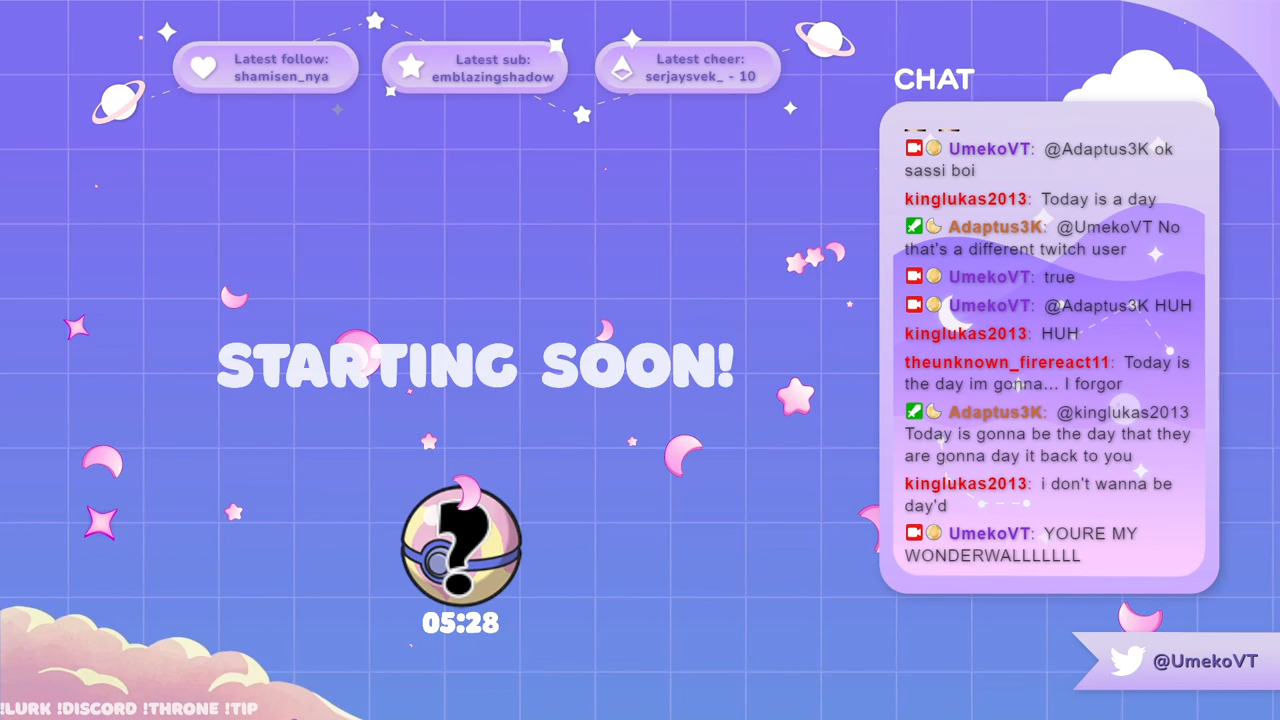 Latest follow:
shamisen_nya
Latest sub:
emblazingshadow
Latest cheer:
serjaysvek_ - 10
CHAT
UmekoVT: @Adaptus3K ok
sassi boi
kinglukas2013: Today is a day
Adaptus3K: @UmekoVT No
that's a different twitch user
UmekoVT: true
UmekoVT: @Adaptus3K HUH
kinglukas2013: HUH
theunknown_firereact11: Today is
the day im gonna... I forgor
Adaptus3K: @kinglukas2013
Today is gonna be the day that they
are gonna day it back to you
kinglukas2013: i don't wanna be
day'd
UmekoVT: YOURE MY
WONDERWALLLLLLL
STARTING SOON!
?
05:28
@UmekoVT
!LURK !DISCORD !THRONE !TIP